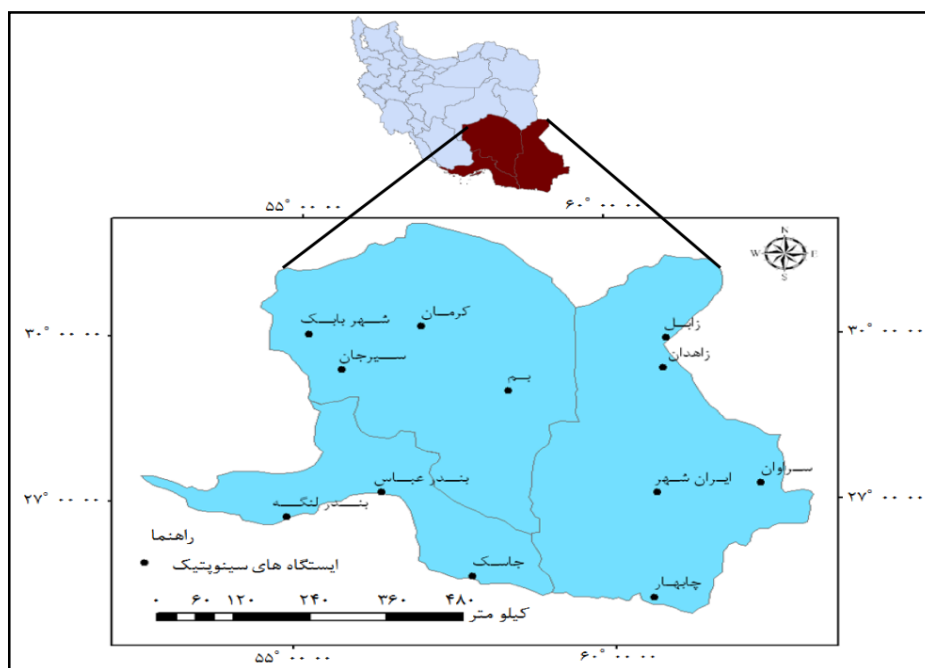 ۵۵° ۰۰ ۰۰
۶۰° ۰۰ ۰۰
N
W E
S
۳۰° ۰۰ ۰۰
۳۰° ۰۰ ۰۰
کرمان
شهر بابک
سیرجان
بم
زابل
زاهدان
سراوان
ایران شهر
بندر عباس
بندر لنگه
۲۷° ۰۰ ۰۰
۲۷° ۰۰ ۰۰
جاسک
چابهار
راهنما
ایستگاه های سینوپتیک
۰ ۶۰ ۱۲۰ ۲۴۰ ۳۶۰ ۴۸۰
کیلو متر
۵۵° ۰۰ ۰۰
۶۰° ۰۰ ۰۰